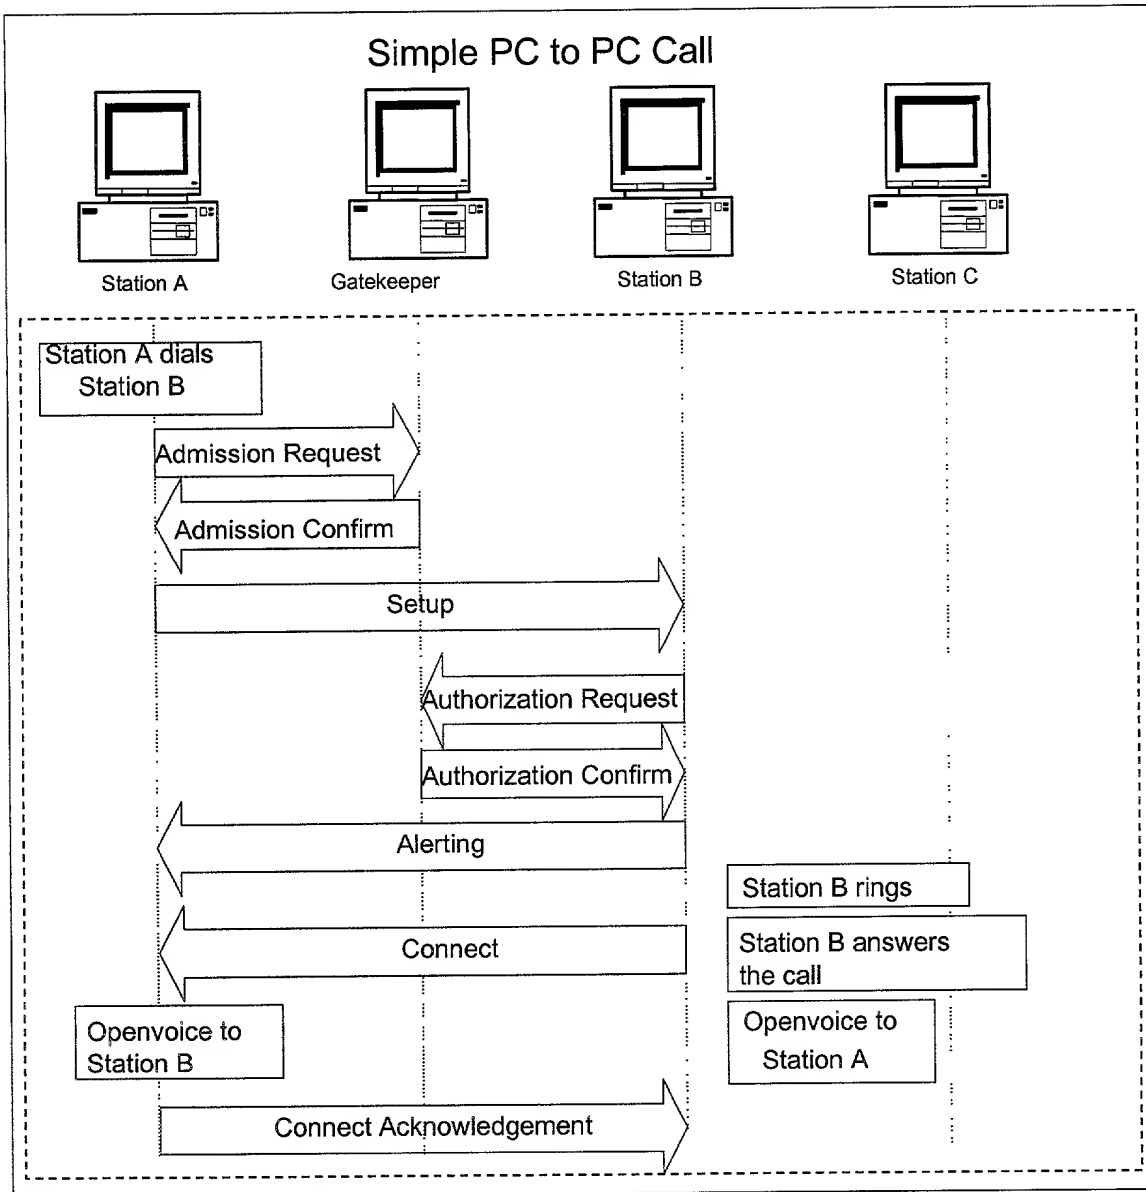 Simple PC to PC Call
Station A
Gatekeeper
Station B
Station C
Station A dials
Station B
Admission Request
Admission Confirm
Setup
Authorization Request
Authorization Confirm
Alerting
Station B rings
Connect
Station B answers
the call
Openvoice to
Station B
Openvoice to
Station A
Connect Acknowledgement